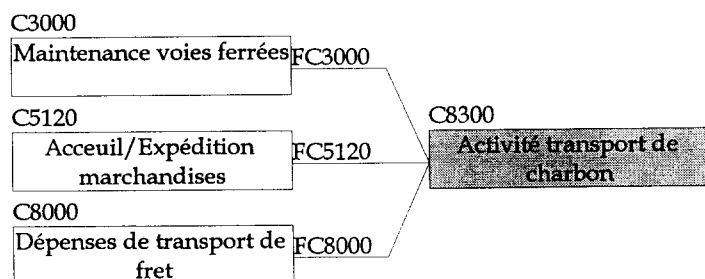 C3000
Maintenance voies ferrées
FC3000
C5120
Acceuil/Expédition
marchandises
FC5120
C8300
Activité transport de
charbon
C8000
Dépenses de transport de
fret
FC8000